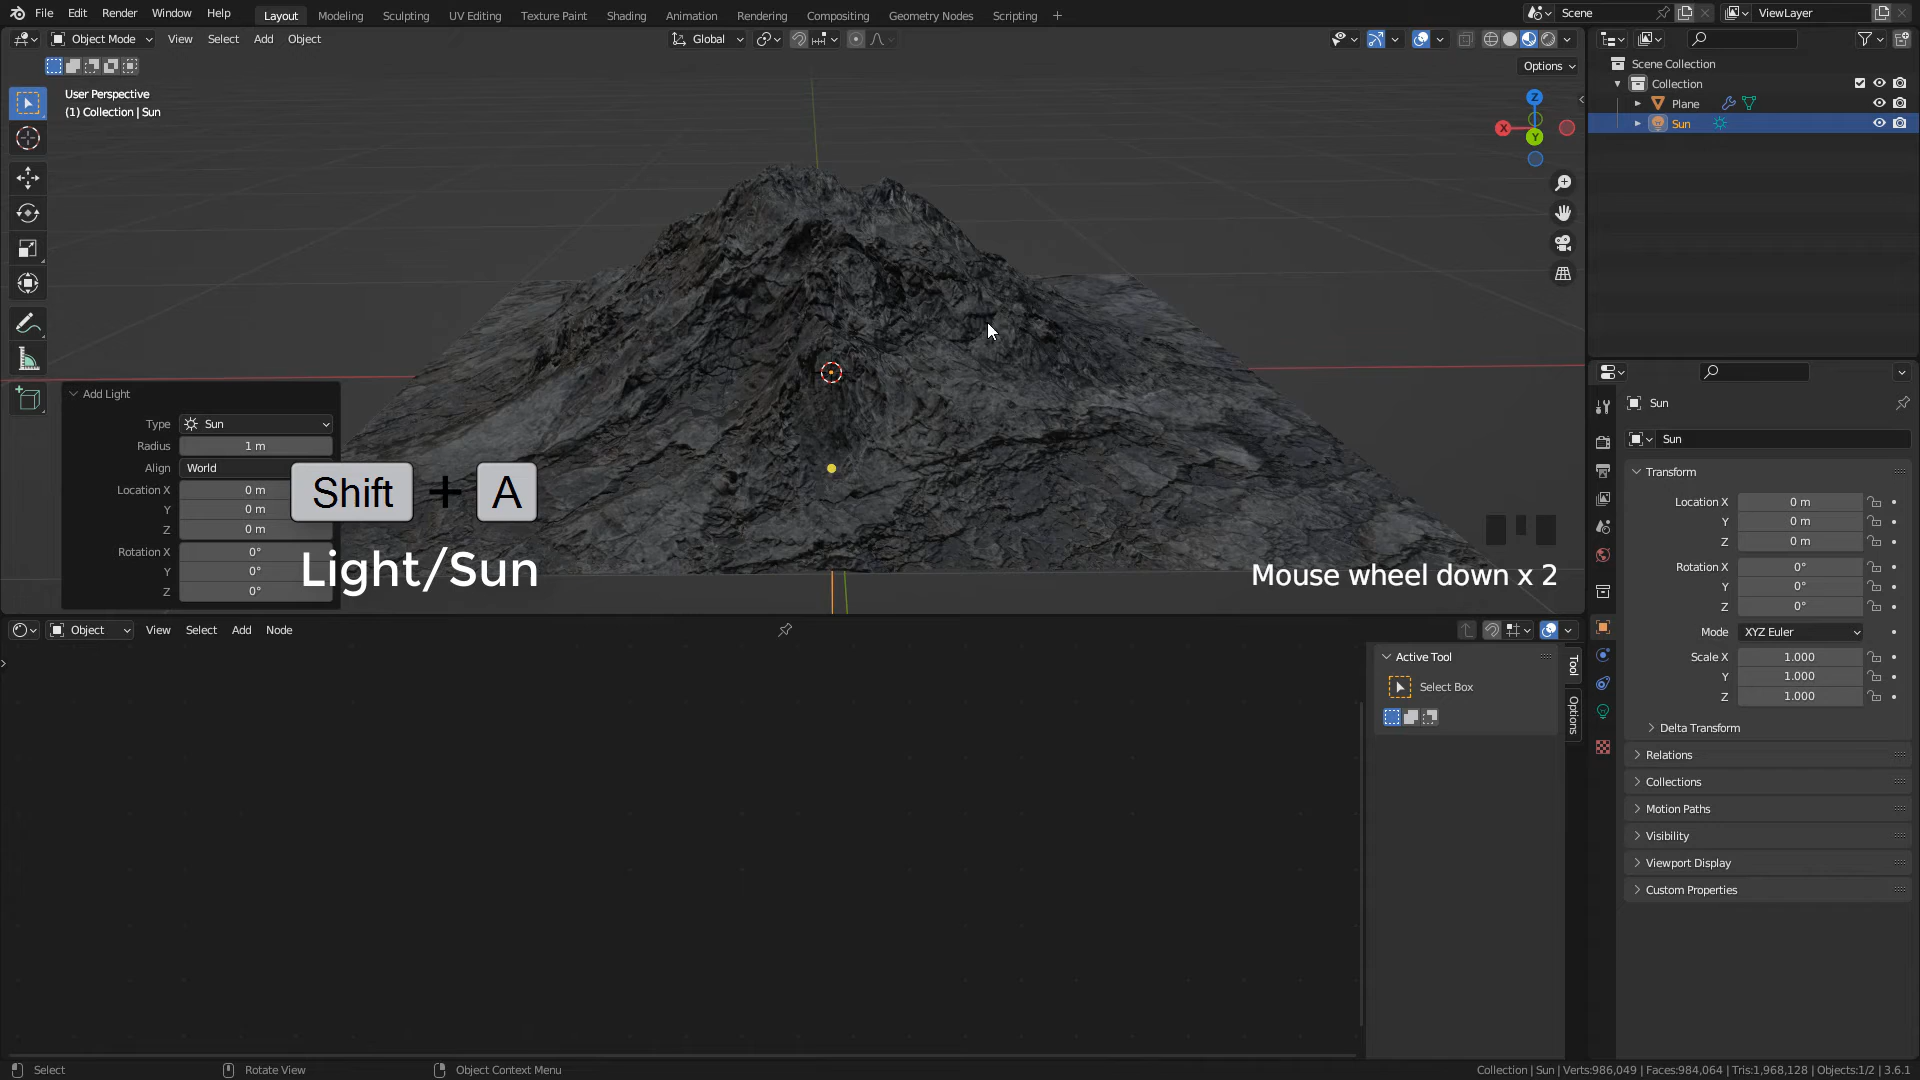 File Edit Render Window Help Layout Modeling Sculpting UV Editing Texture Paint Shading Animation Rendering Compositing Geometry Nodes Scripting + Scene ViewLayer
Object Mode View Select Add Object Global
Options
User Perspective
(1) Collection | Sun
Z
X
Y
Scene Collection
Collection
Plane
Sun
Add Light
Type Sun
Radius 1 m
Align World
Location X 0 m
Y 0 m
Z 0 m
Rotation X 0°
Y 0°
Z 0°
Shift + A
Light/Sun
Mouse wheel down x 2
Object View Select Add Node
Active Tool
Select Box
Tool
Options
Sun
Sun
Transform
Location X 0 m
Y 0 m
Z 0 m
Rotation X 0°
Y 0°
Z 0°
Mode XYZ Euler
Scale X 1.000
Y 1.000
Z 1.000
Delta Transform
Relations
Collections
Motion Paths
Visibility
Viewport Display
Custom Properties
Select Rotate View Object Context Menu Collection | Sun | Verts:986,049 | Faces:984,064 | Tris:1,968,128 | Objects:1/2 | 3.6.1